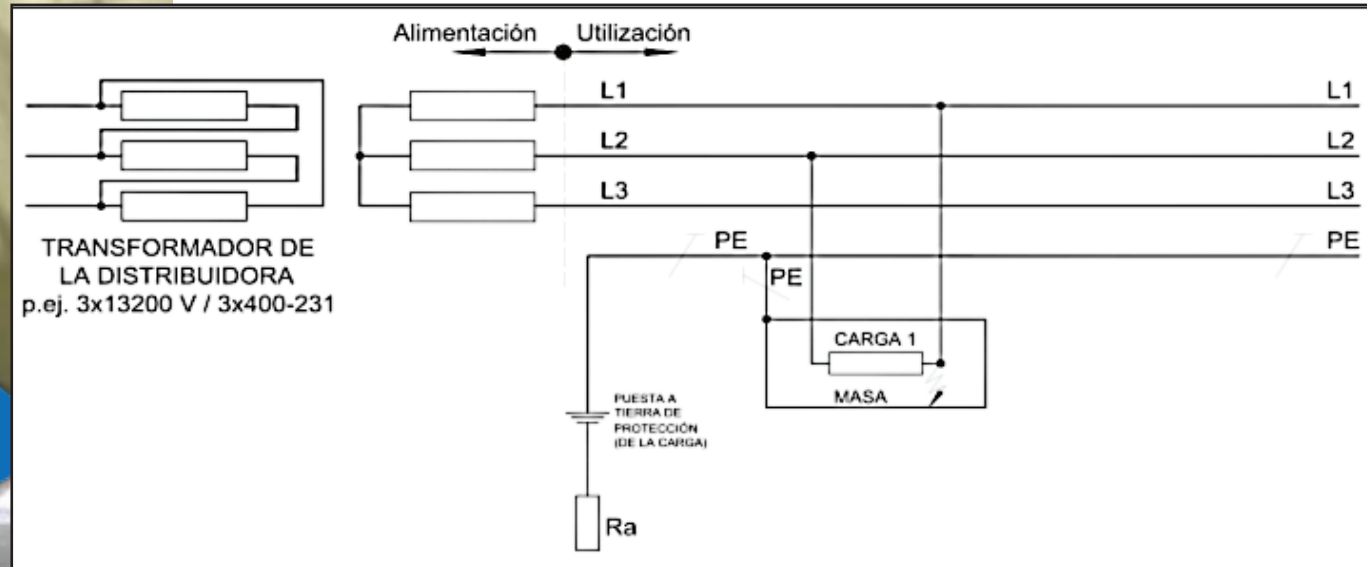 Alimentación Utilización
L1 L1
L2 L2
L3 L3
PE PE
PE
TRANSFORMADOR DE
LA DISTRIBUIDORA
p.ej. 3x13200 V / 3x400-231
CARGA 1
MASA
PUESTA A
TIERRA DE
PROTECCIÓN
(DE LA CARGA)
Ra